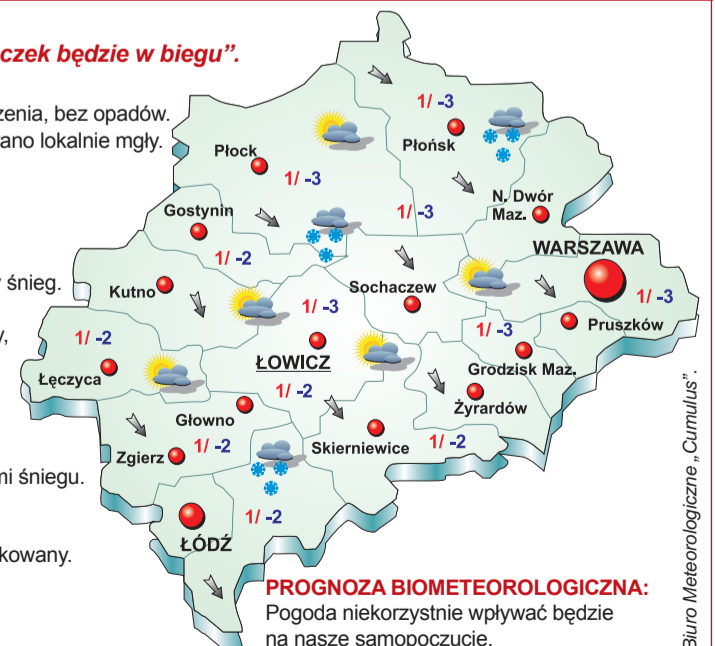 czek będzie w biegu”.
zenia, bez opadów.
rano lokalnie mgły.
śnieg.
mi śniegu.
kowany.
1/ -3
Płońsk
Płock
1/ -3
1/ -3
N. Dwór
Maz.
Gostynin
1/ -2
WARSZAWA
1/ -3
Kutno
Sochaczew
1/ -3
Pruszków
1/ -2
1/ -3
Łęczyca
ŁOWICZ
Grodzisk Maz.
1/ -2
Żyrardów
Głowno
1/ -2
Skierniewice
1/ -2
Zgierz
1/ -2
ŁÓDŹ
PROGNOZA BIOMETEOROLOGICZNA:
Pogoda niekorzystnie wpływać będzie
na nasze samopoczucie.
Biuro Meteorologiczne „Cumulus”.